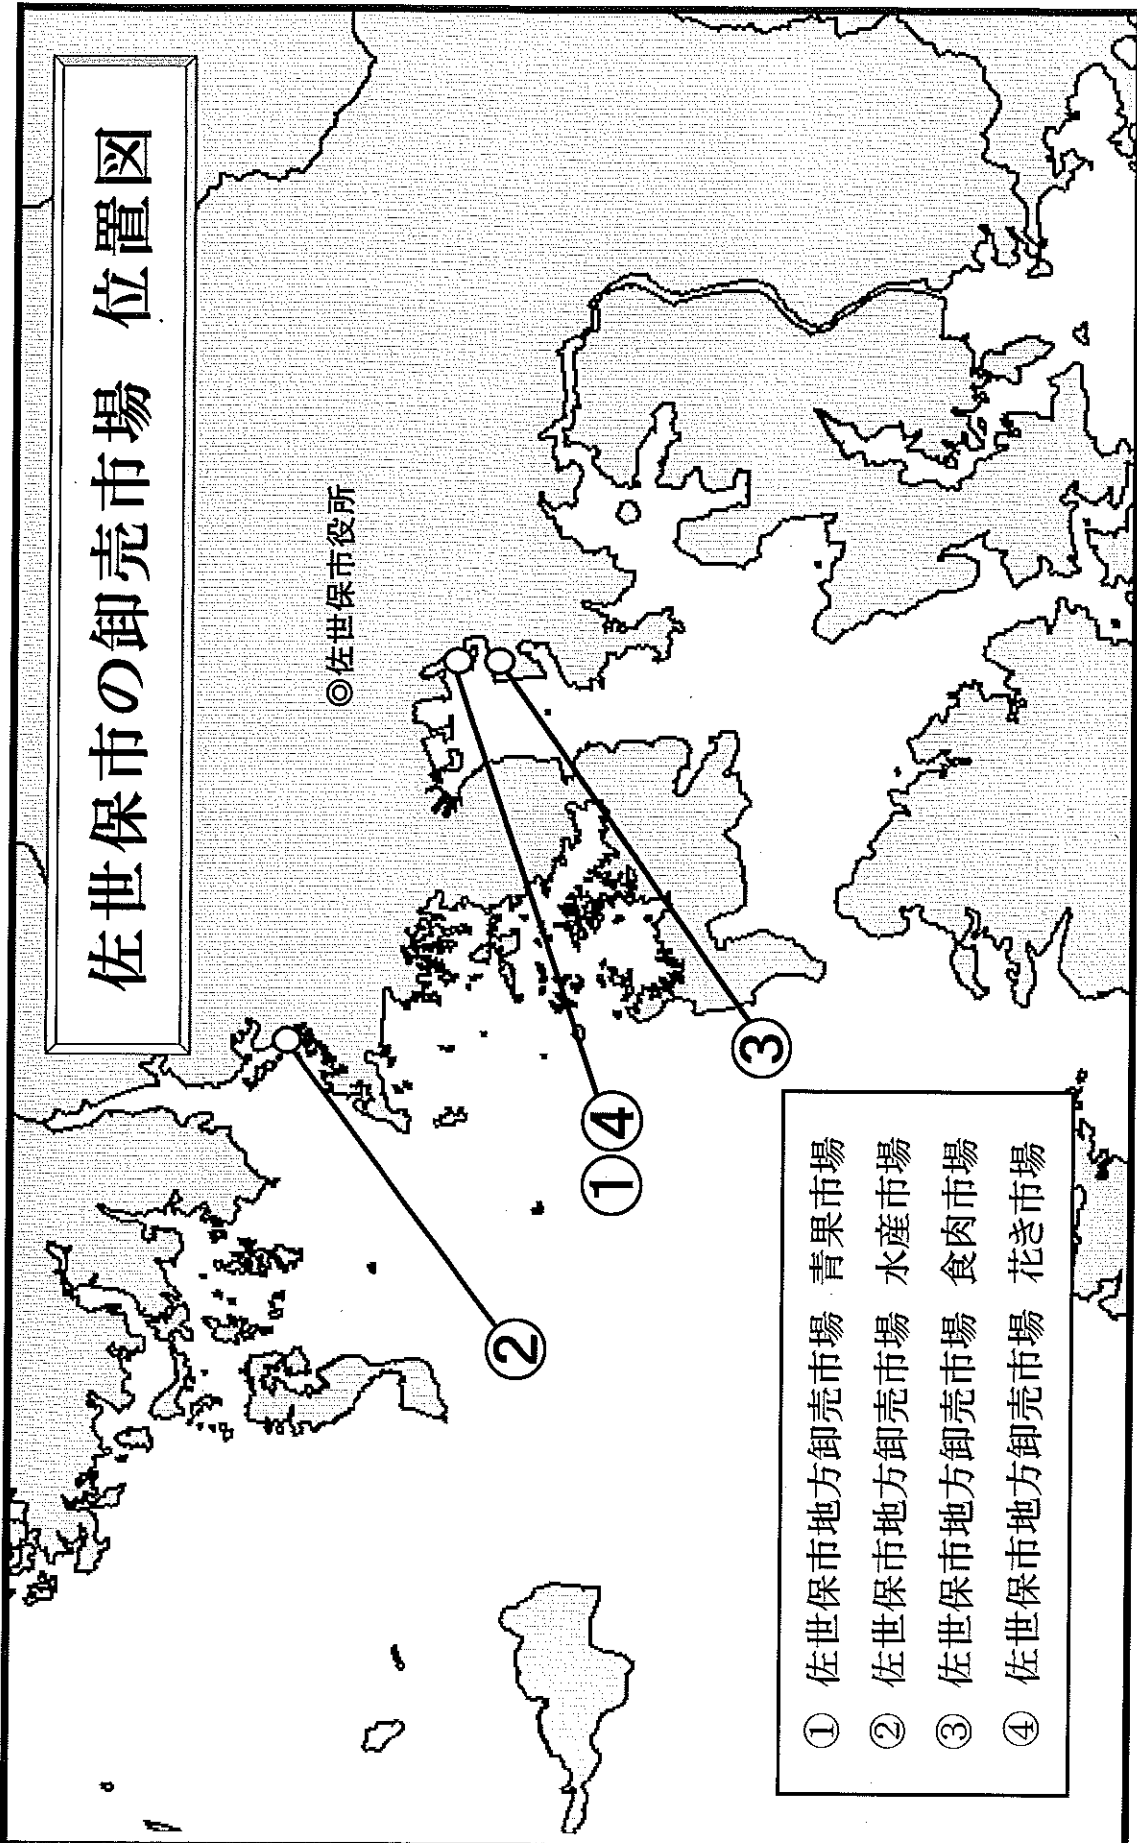 佐世保市の卸売市場 位置図
◎佐世保市役所
②
①④
③
① 佐世保市地方卸売市場 青果市場
② 佐世保市地方卸売市場 水産市場
③ 佐世保市地方卸売市場 食肉市場
④ 佐世保市地方卸売市場 花き市場